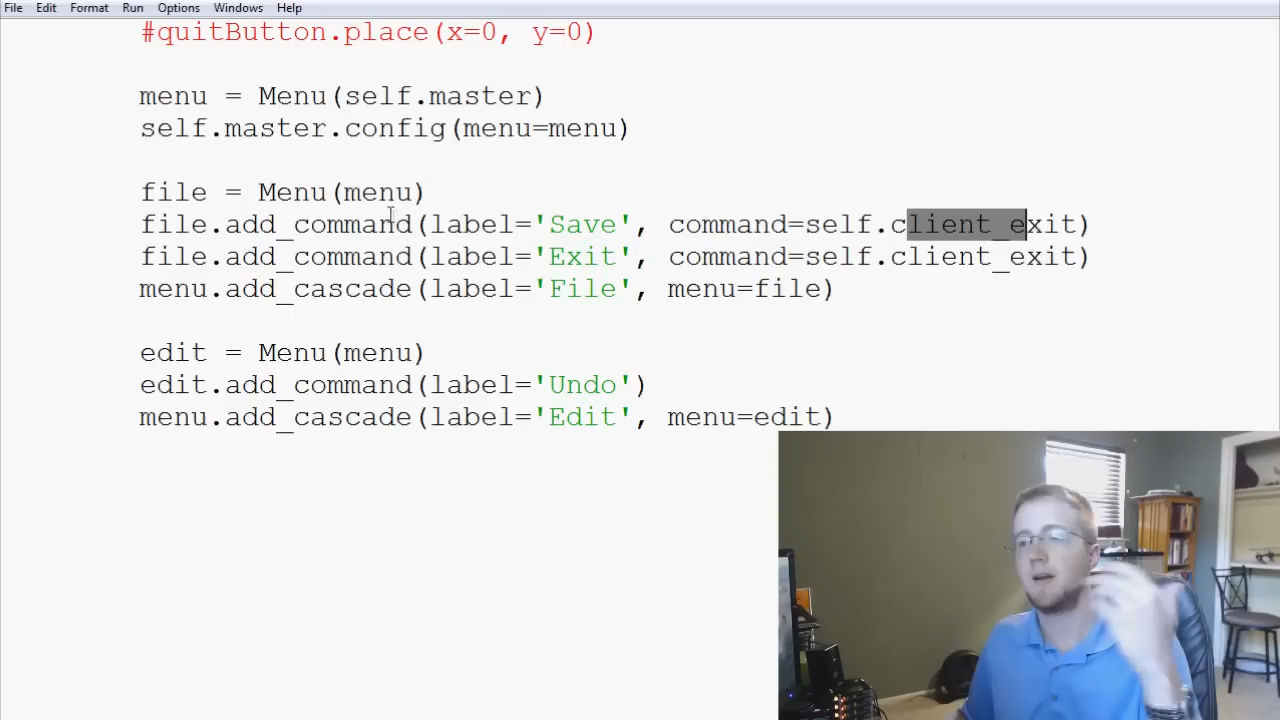 File Edit Format Run Options Windows Help
#quitButton.place(x=0, y=0)
menu = Menu(self.master)
self.master.config(menu=menu)
file = Menu(menu)
file.add_command(label='Save', command=self.client_exit)
file.add_command(label='Exit', command=self.client_exit)
menu.add_cascade(label='File', menu=file)
edit = Menu(menu)
edit.add_command(label='Undo')
menu.add_cascade(label='Edit', menu=edit)